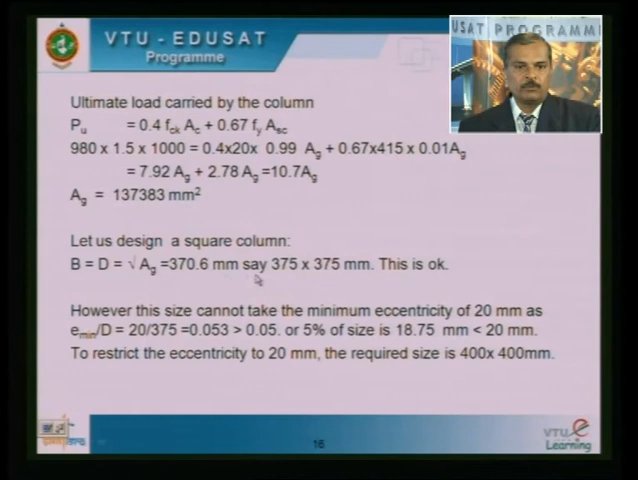 VTU - EDUSAT
Programme
USAT PROGRAMM
Ultimate load carried by the column
Pu = 0.4 fck Ac + 0.67 fy Asc
980 x 1.5 x 1000 = 0.4x20x 0.99 Ag + 0.67x415 x 0.01Ag
= 7.92 Ag + 2.78 Ag =10.7Ag
Ag = 137383 mm²
Let us design a square column:
B = D = √ Ag =370.6 mm say 375 x 375 mm. This is ok.
However this size cannot take the minimum eccentricity of 20 mm as
emin/D = 20/375 =0.053 > 0.05. or 5% of size is 18.75 mm < 20 mm.
To restrict the eccentricity to 20 mm, the required size is 400x 400mm.
16
VTU e
Learning